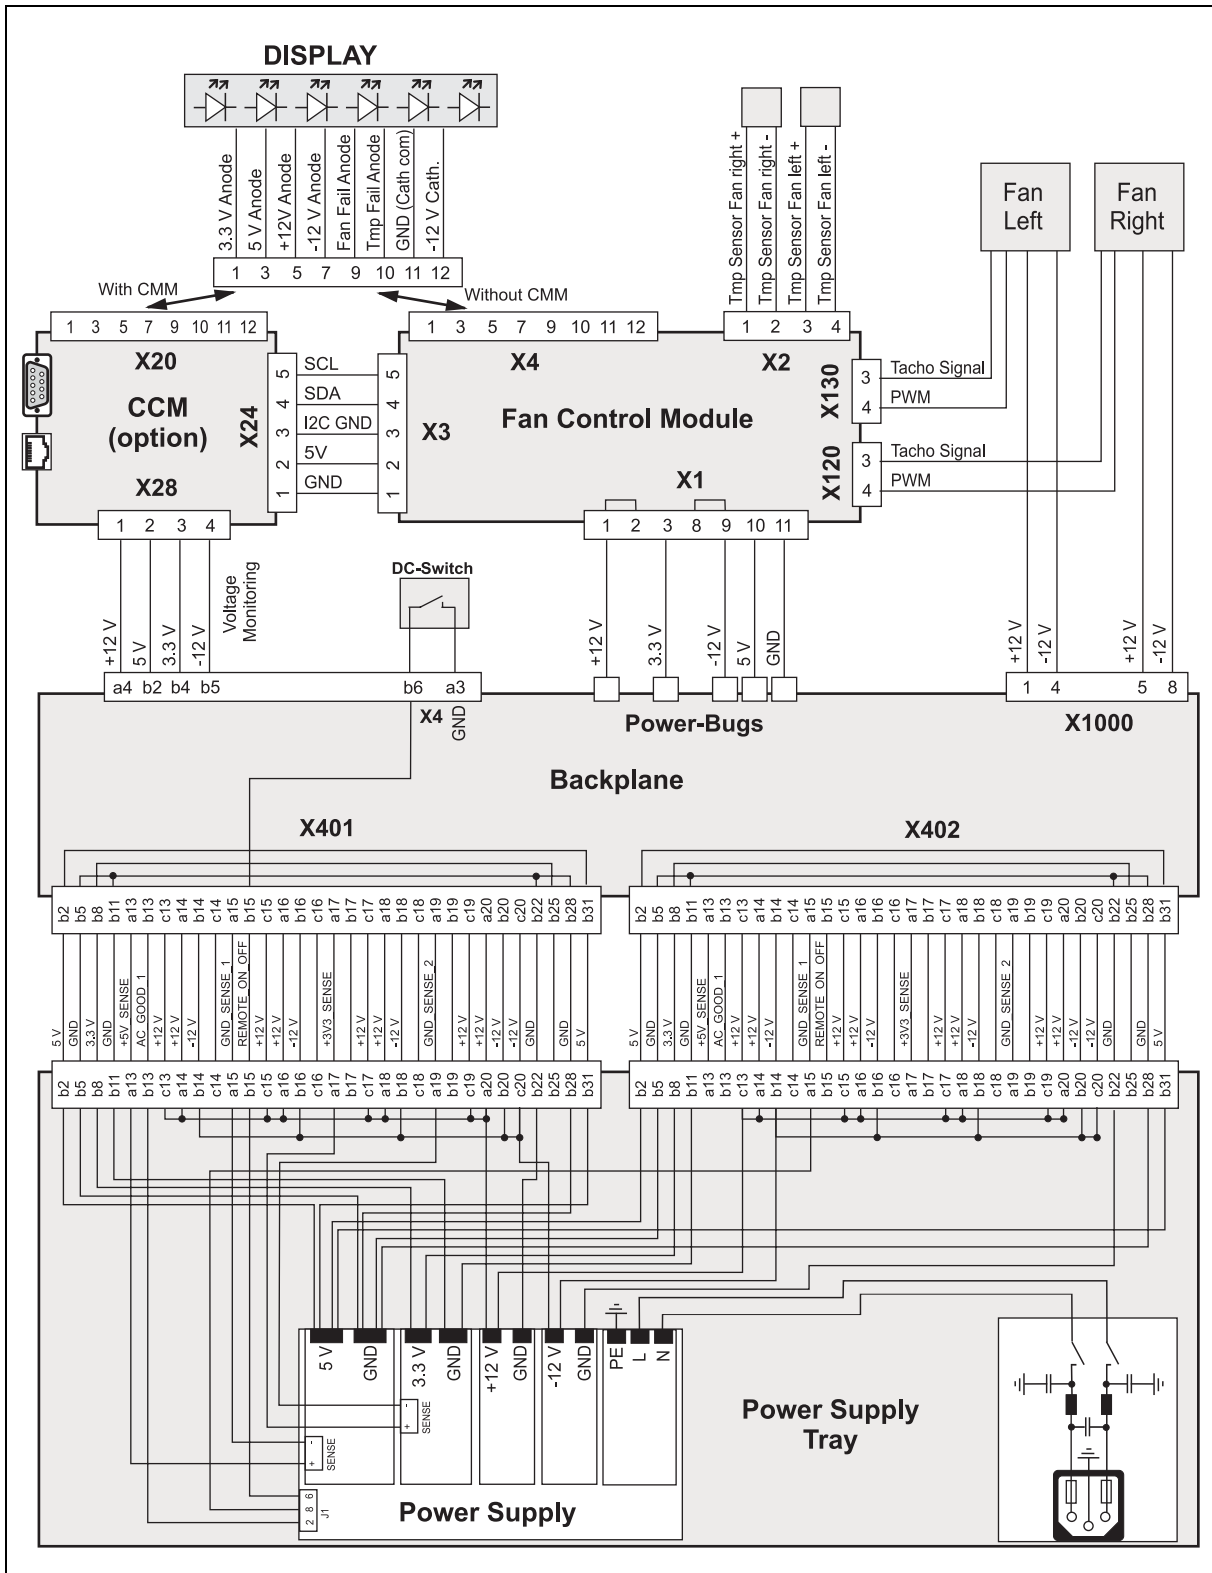 DISPLAY
3.3 V Anode
5 V Anode
+12V Anode
-12 V Anode
Fan Fail Anode
Tmp Fail Anode
GND (Cath com)
-12 V Cath.
1 3 5 7 9 10 11 12
With CMM
Without CMM
Tmp Sensor Fan right +
Tmp Sensor Fan right -
Tmp Sensor Fan left +
Tmp Sensor Fan left -
Fan Left
Fan Right
1 3 5 7 9 10 11 12
X20
CCM
(option)
X28
1 2 3 4
X24
5 4 3 2 1
SCL
SDA
I2C GND
5V
GND
5 4 3 2 1
X3
1 3 5 7 9 10 11 12
X4
Fan Control Module
1 2 3 4
X2
X130
3
4
Tacho Signal
PWM
X120
3
4
Tacho Signal
PWM
X1
1 2 3 8 9 10 11
+12 V
5 V
3.3 V
-12 V
Voltage
Monitoring
DC-Switch
+12 V
3.3 V
-12 V
5 V
GND
+12 V
-12 V
+12 V
-12 V
a4 b2 b4 b5 b6 a3
X4
GND
Power-Bugs
1 4 5 8
X1000
Backplane
X401
X402
b2 b5 b8 b11 a13 b13 c13 a14 b14 c14 a15 b15 c15 a16 b16 c16 a17 b17 c17 a18 b18 c18 a19 b19 c19 a20 b20 c20 b22 b25 b28 b31
b2 b5 b8 b11 a13 b13 c13 a14 b14 c14 a15 b15 c15 a16 b16 c16 a17 b17 c17 a18 b18 c18 a19 b19 c19 a20 b20 c20 b22 b25 b28 b31
5 V GND 3.3 V GND +5V_SENSE AC_GOOD_1 +12 V +12 V -12 V GND_SENSE_1 REMOTE_ON_OFF +12 V +12 V -12 V +3V3_SENSE +12 V +12 V -12 V GND_SENSE_2 +12 V +12 V -12 V -12 V GND GND 5 V
5 V GND 3.3 V GND +5V_SENSE AC_GOOD_1 +12 V +12 V -12 V GND_SENSE_1 REMOTE_ON_OFF +12 V +12 V -12 V +3V3_SENSE +12 V +12 V -12 V GND_SENSE_2 +12 V +12 V -12 V -12 V GND GND 5 V
b2 b5 b8 b11 a13 b13 c13 a14 b14 c14 a15 b15 c15 a16 b16 c16 a17 b17 c17 a18 b18 c18 a19 b19 c19 a20 b20 c20 b22 b25 b28 b31
b2 b5 b8 b11 a13 b13 c13 a14 b14 c14 a15 b15 c15 a16 b16 c16 a17 b17 c17 a18 b18 c18 a19 b19 c19 a20 b20 c20 b22 b25 b28 b31
5 V
GND
3.3 V
GND
+12 V
GND
-12 V
GND
PE
L
N
- +
SENSE
- +
SENSE
2 8 6
J1
Power Supply
Power Supply
Tray